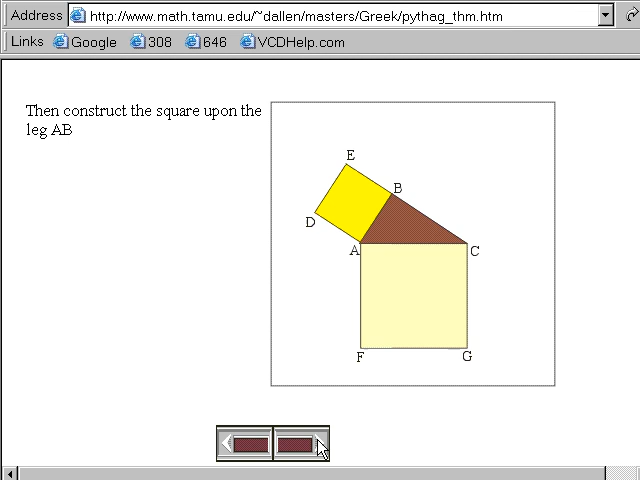 Address http://www.math.tamu.edu/~dallen/masters/Greek/pythag_thm.htm
Links Google 308 646 VCDHelp.com
Then construct the square upon the
leg AB
E
B
D
A
C
F
G